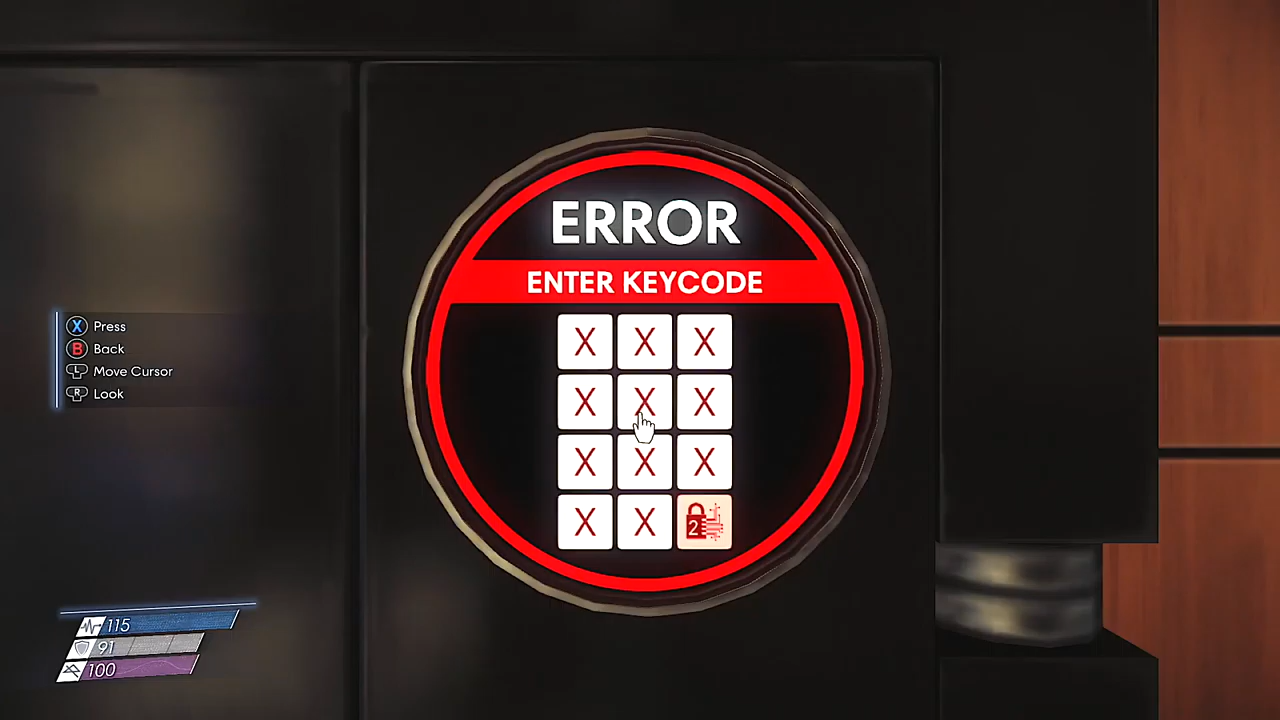 ERROR
ENTER KEYCODE
X X X
X X X
X X X
X X 2
X Press
B Back
L Move Cursor
R Look
115
91
100